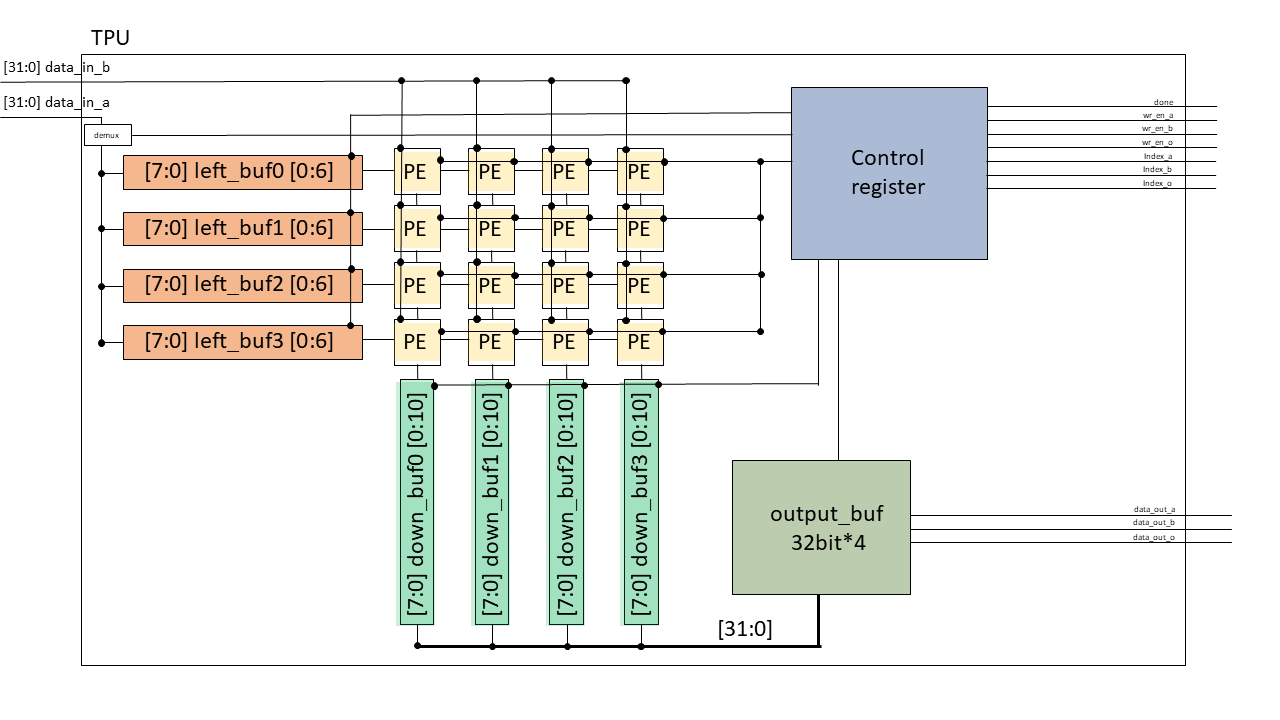 TPU
[31:0] data_in_b
[31:0] data_in_a
demux
[7:0] left_buf0 [0:6]
[7:0] left_buf1 [0:6]
[7:0] left_buf2 [0:6]
[7:0] left_buf3 [0:6]
PE PE PE PE
PE PE PE PE
PE PE PE PE
PE PE PE PE
Control
register
done
wr_en_a
wr_en_b
wr_en_o
Index_a
Index_b
Index_o
[7:0] down_buf0 [0:10]
[7:0] down_buf1 [0:10]
[7:0] down_buf2 [0:10]
[7:0] down_buf3 [0:10]
output_buf
32bit*4
data_out_a
data_out_b
data_out_o
[31:0]